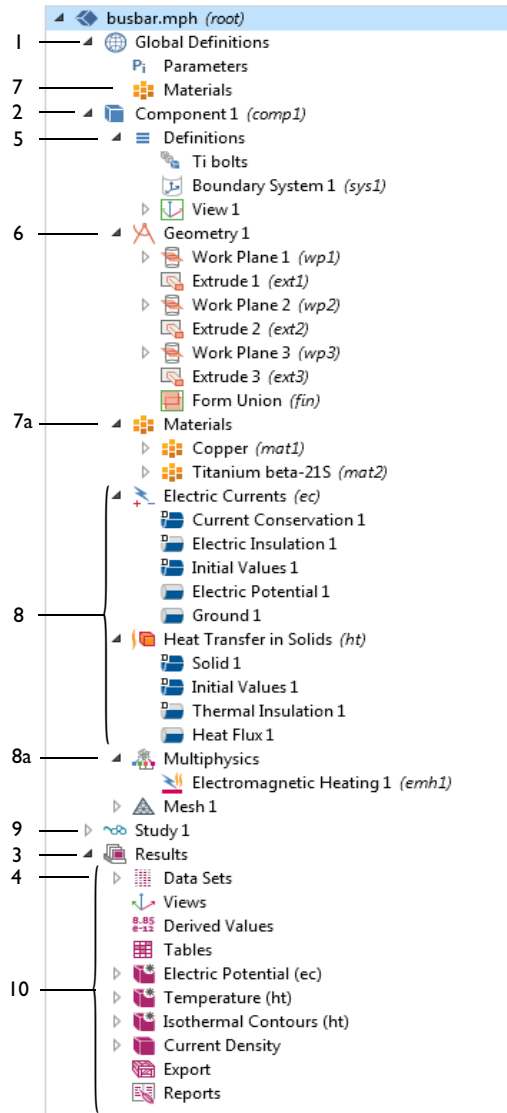 busbar.mph (root)
1 Global Definitions
Pi Parameters
7 Materials
2 Component 1 (comp1)
5 Definitions
Ti bolts
Boundary System 1 (sys1)
View 1
6 Geometry 1
Work Plane 1 (wp1)
Extrude 1 (ext1)
Work Plane 2 (wp2)
Extrude 2 (ext2)
Work Plane 3 (wp3)
Extrude 3 (ext3)
Form Union (fin)
7a Materials
Copper (mat1)
Titanium beta-21S (mat2)
Electric Currents (ec)
D Current Conservation 1
D Electric Insulation 1
D Initial Values 1
Electric Potential 1
8 Ground 1
Heat Transfer in Solids (ht)
D Solid 1
D Initial Values 1
D Thermal Insulation 1
Heat Flux 1
8a Multiphysics
Electromagnetic Heating 1 (emh1)
Mesh 1
9 Study 1
3 Results
4 Data Sets
Views
8.85 e-12 Derived Values
Tables
Electric Potential (ec)
10 Temperature (ht)
Isothermal Contours (ht)
Current Density
Export
Reports